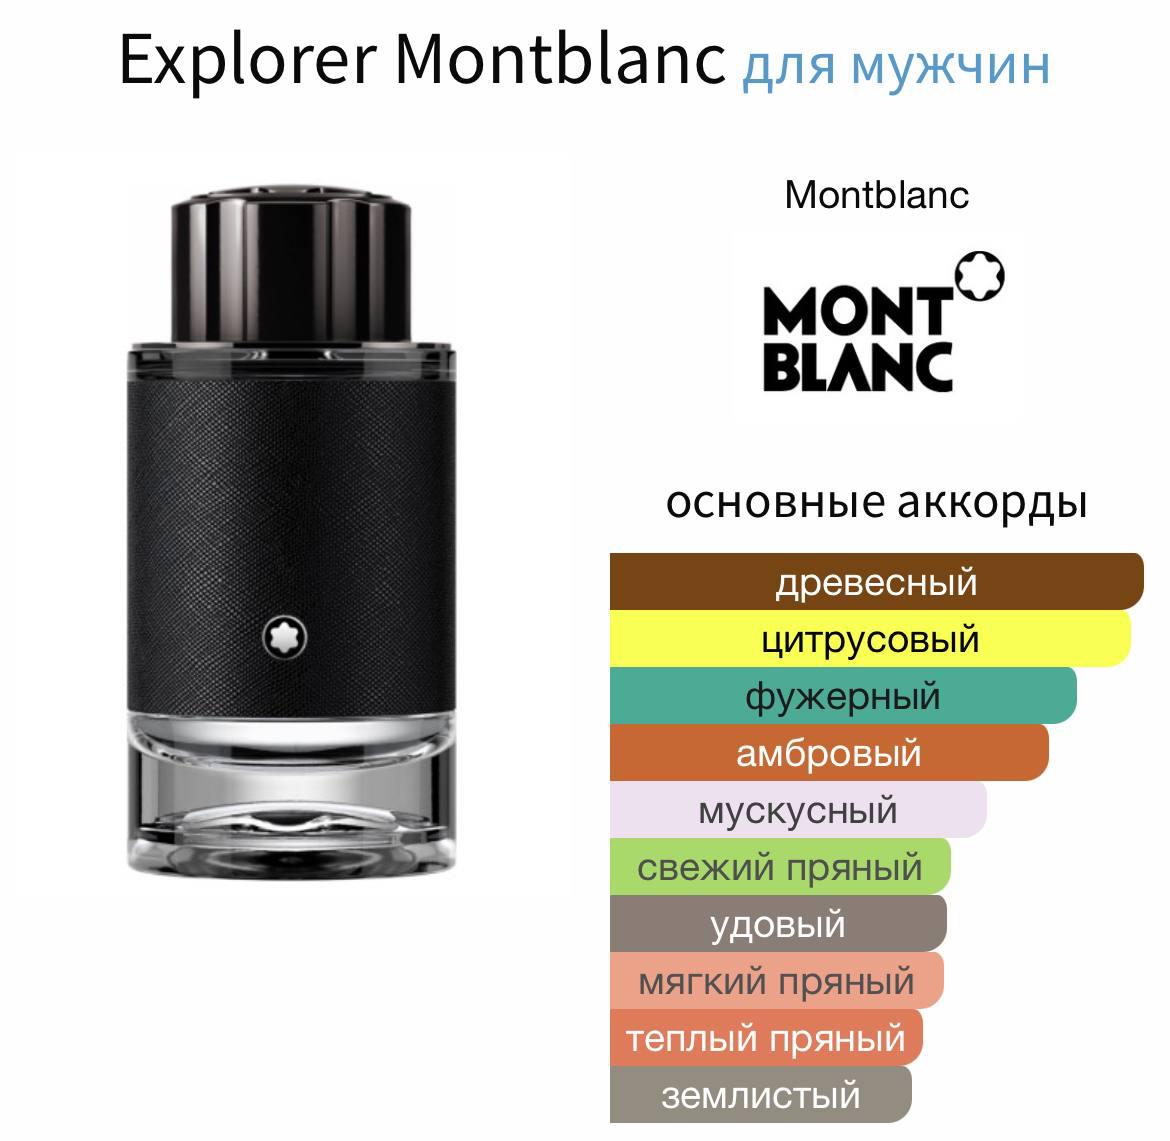 Explorer Montblanc для мужчин
Montblanc
MONT
BLANC
основные аккорды
древесный
цитрусовый
фужерный
амбровый
мускусный
свежий пряный
удовый
мягкий пряный
теплый пряный
землистый